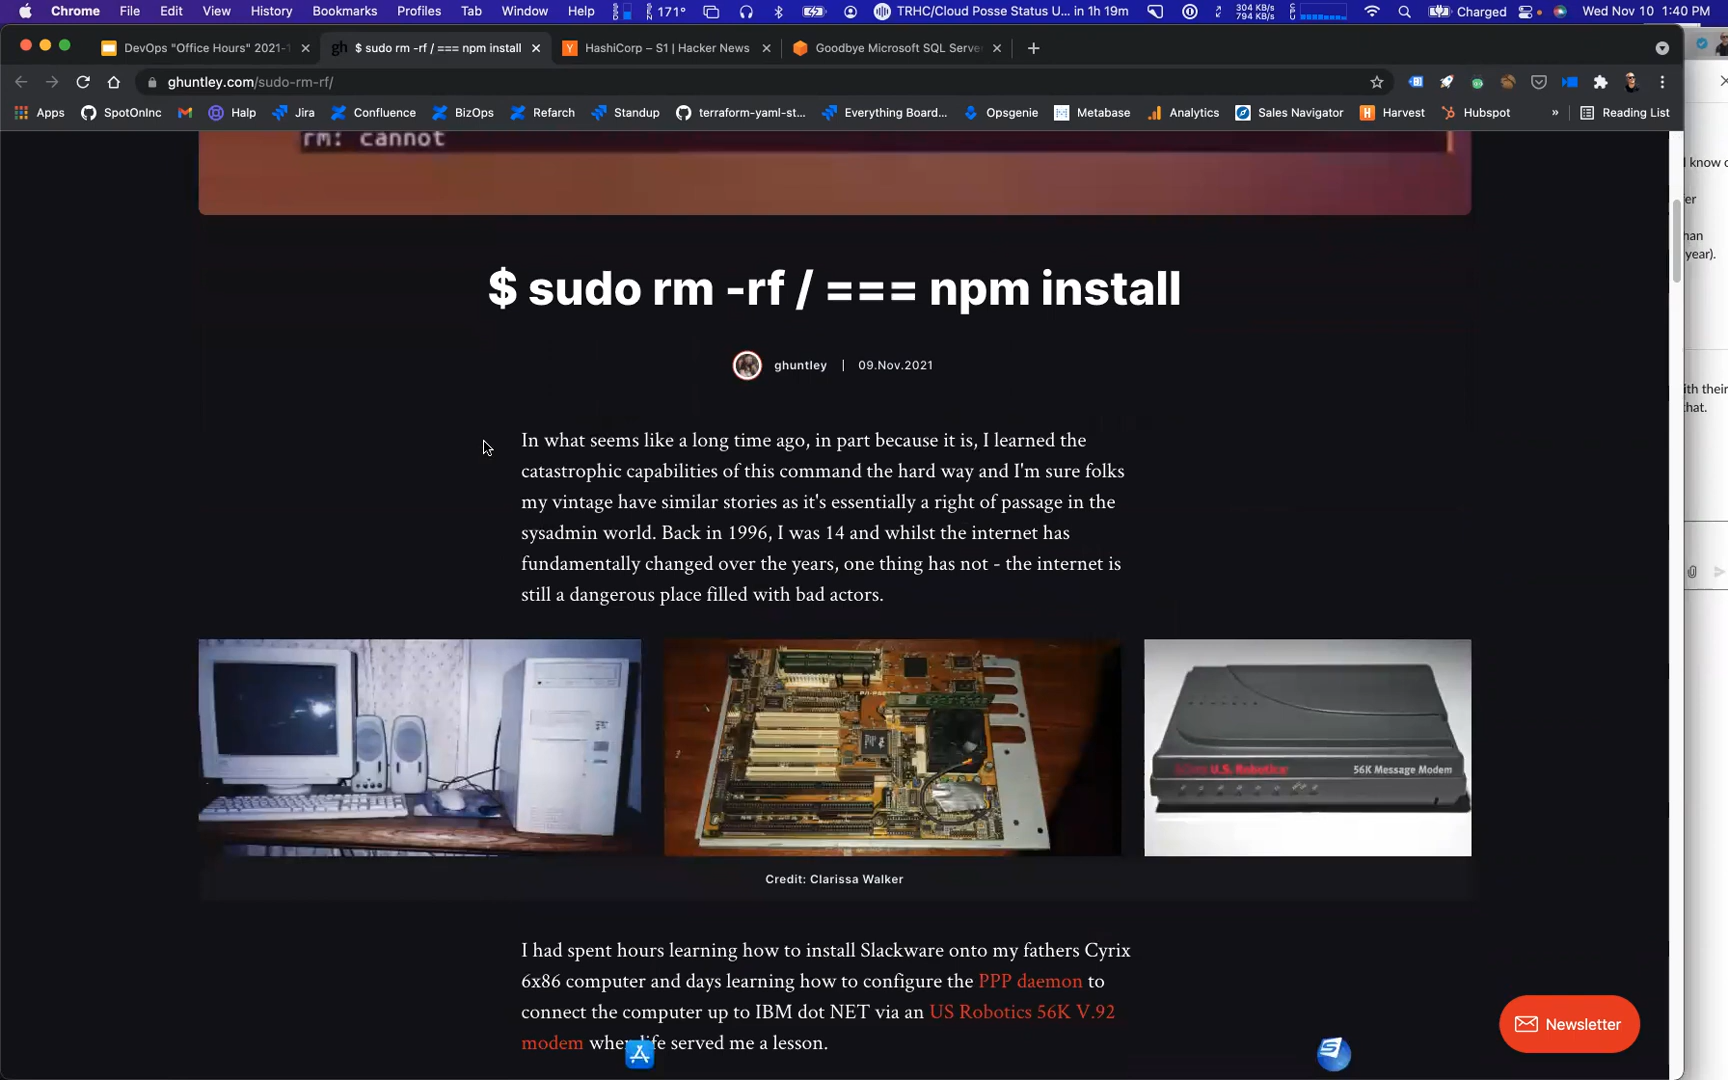 Chrome File Edit View History Bookmarks Profiles Tab Window Help 171° TRHC/Cloud Posse Status U... in 1h 19m 304 KB/s 794 KB/s Charged Wed Nov 10 1:40 PM
DevOps "Office Hours" 2021-1 × gh $ sudo rm -rf / === npm install × Y HashiCorp – S1 | Hacker News × Goodbye Microsoft SQL Serve × +
ghuntley.com/sudo-rm-rf/
Apps SpotOnInc Halp Jira Confluence BizOps Refarch Standup terraform-yaml-st... Everything Board... Opsgenie Metabase Analytics Sales Navigator Harvest Hubspot » Reading List
rm: cannot
$ sudo rm -rf / === npm install
ghuntley | 09.Nov.2021
In what seems like a long time ago, in part because it is, I learned the
catastrophic capabilities of this command the hard way and I'm sure folks
my vintage have similar stories as it's essentially a right of passage in the
sysadmin world. Back in 1996, I was 14 and whilst the internet has
fundamentally changed over the years, one thing has not - the internet is
still a dangerous place filled with bad actors.
U.S. Robotics 56K Message Modem
Credit: Clarissa Walker
I had spent hours learning how to install Slackware onto my fathers Cyrix
6x86 computer and days learning how to configure the PPP daemon to
connect the computer up to IBM dot NET via an US Robotics 56K V.92
modem when life served me a lesson.
Newsletter
know
year).
ith their
that.